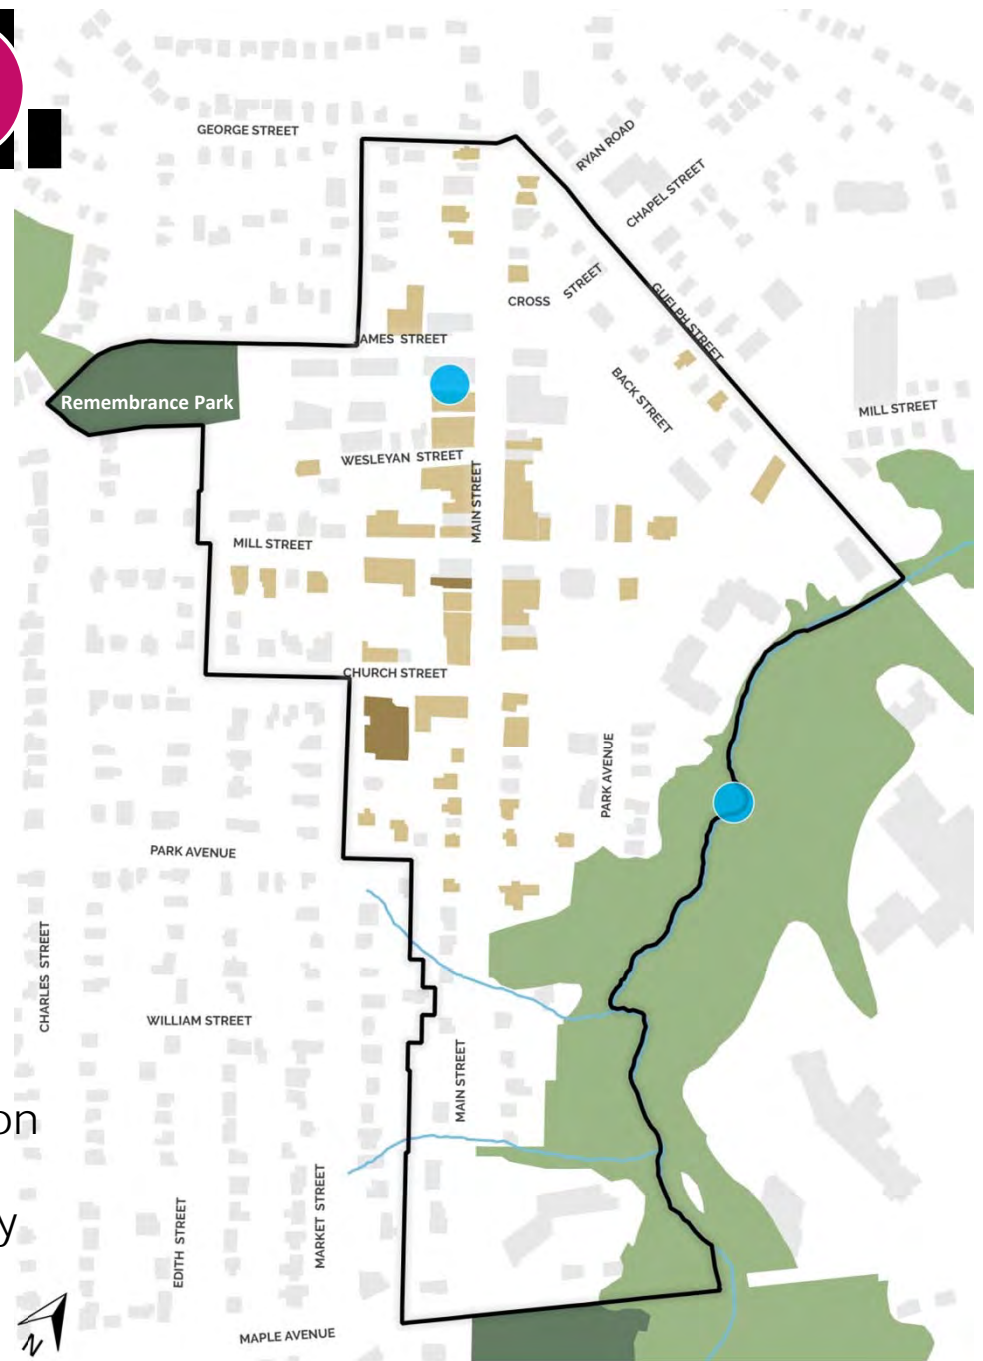 GEORGE STREET
RYAN ROAD
CHAPEL STREET
CROSS
STREET
GUELPH STREET
JAMES STREET
Remembrance Park
BACK STREET
MILL STREET
WESLEYAN STREET
MAIN STREET
MILL STREET
CHURCH STREET
PARK AVENUE
PARK AVENUE
CHARLES STREET
WILLIAM STREET
MAIN STREET
on
MARKET STREET
EDITH STREET
y
N
MAPLE AVENUE